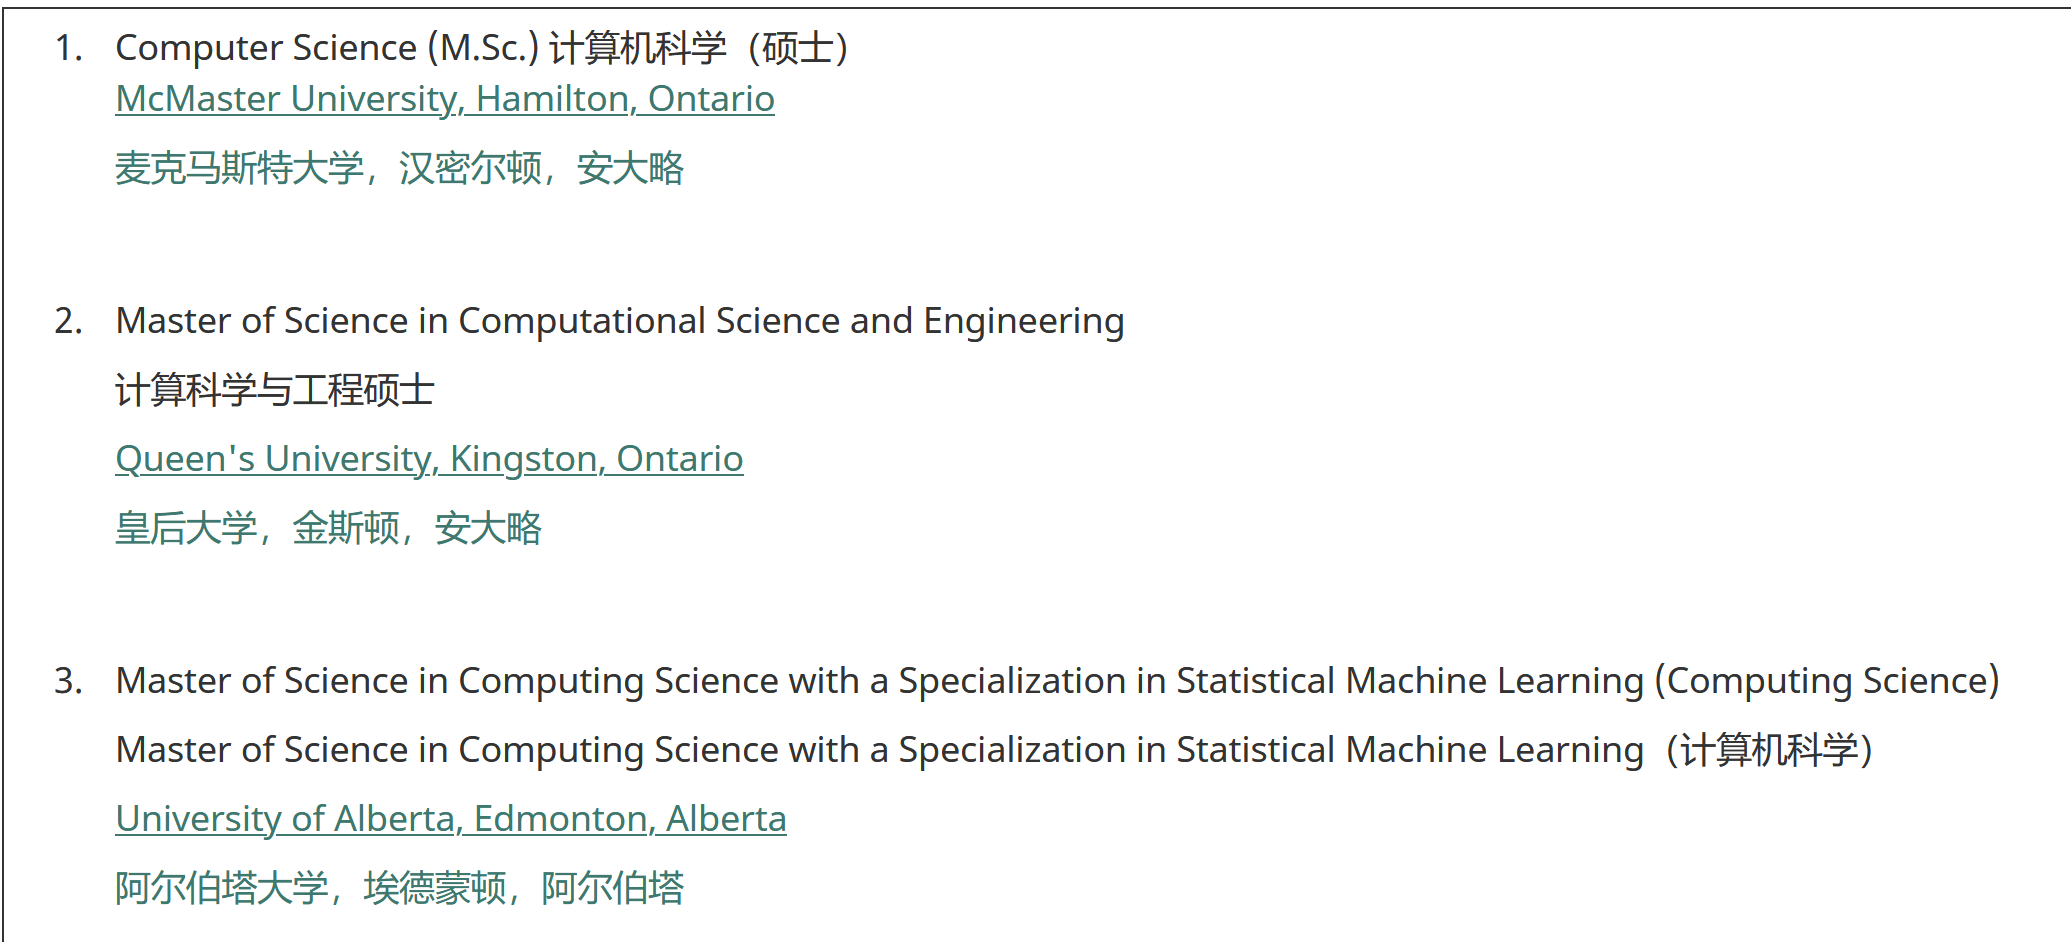 1. Computer Science (M.Sc.) 计算机科学（硕士）
McMaster University, Hamilton, Ontario
麦克马斯特大学，汉密尔顿，安大略
2. Master of Science in Computational Science and Engineering
计算科学与工程硕士
Queen's University, Kingston, Ontario
皇后大学，金斯顿，安大略
3. Master of Science in Computing Science with a Specialization in Statistical Machine Learning (Computing Science)
Master of Science in Computing Science with a Specialization in Statistical Machine Learning（计算机科学）
University of Alberta, Edmonton, Alberta
阿尔伯塔大学，埃德蒙顿，阿尔伯塔